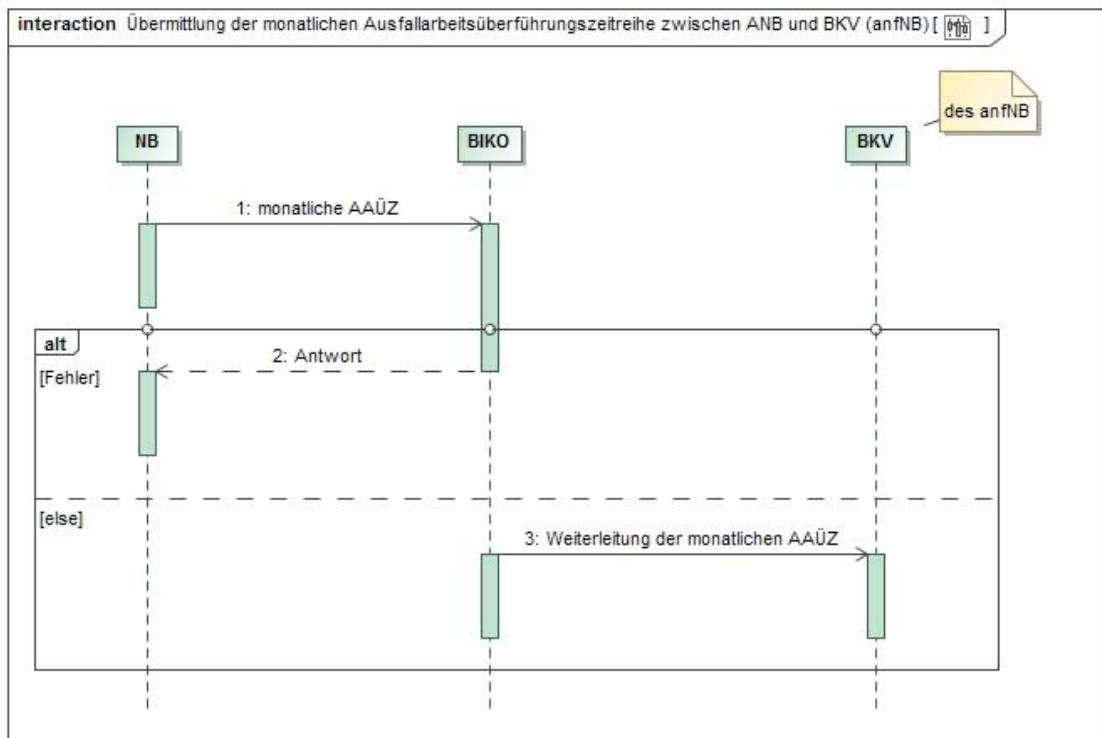 interaction Übermittlung der monatlichen Ausfallarbeitsüberführungszeitreihe zwischen ANB und BKV (anfNB) [ ]
des anfNB
NB
BIKO
BKV
1: monatliche AAÜZ
alt
2: Antwort
[Fehler]
[else]
3: Weiterleitung der monatlichen AAÜZ